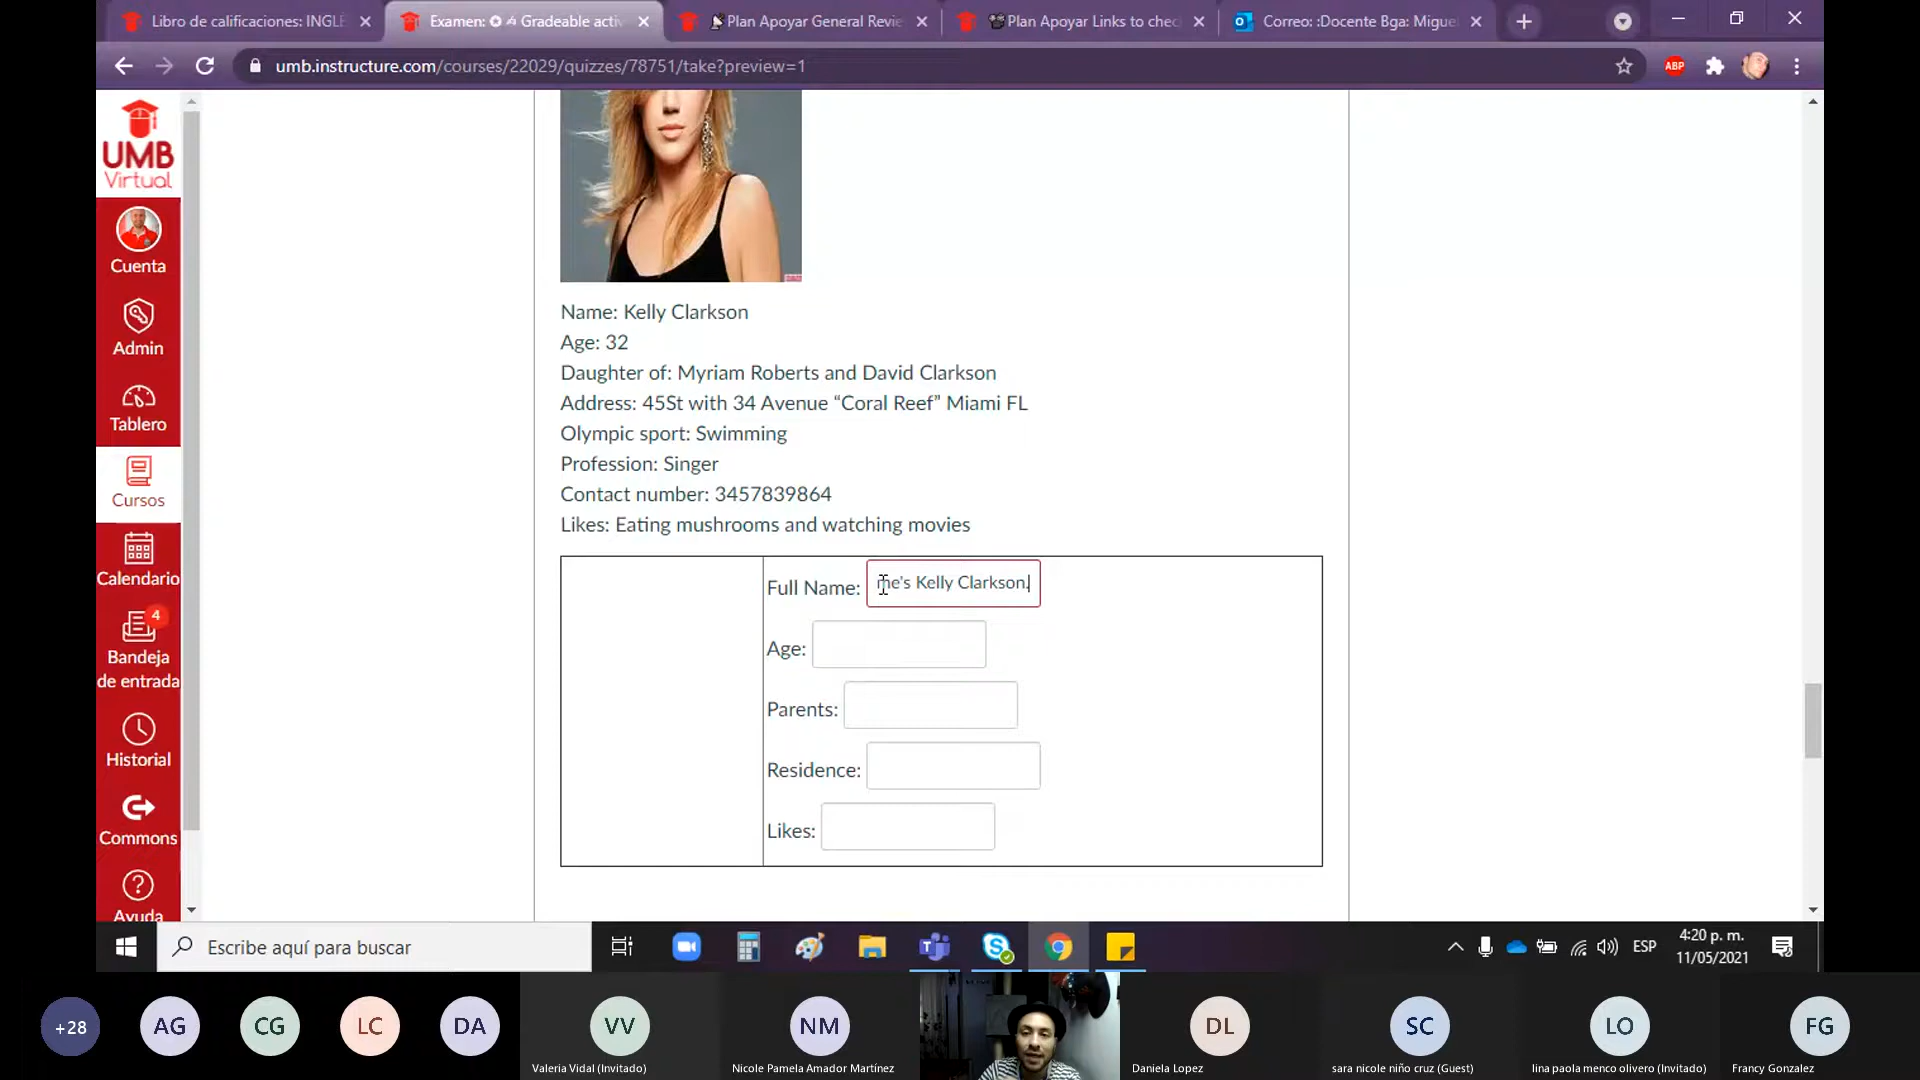 Libro de calificaciones: INGLÉ
Examen: ✪ ☝ Gradeable acti
Plan Apoyar General Revie
Plan Apoyar Links to chec
Correo: :Docente Bga: Migue
umb.instructure.com/courses/22029/quizzes/78751/take?preview=1
ABP
UMB
Virtual
Cuenta
Admin
Tablero
Cursos
Calendario
4
Bandeja
de entrada
Historial
Commons
Ayuda
Name: Kelly Clarkson
Age: 32
Daughter of: Myriam Roberts and David Clarkson
Address: 45St with 34 Avenue “Coral Reef” Miami FL
Olympic sport: Swimming
Profession: Singer
Contact number: 3457839864
Likes: Eating mushrooms and watching movies
Full Name: me's Kelly Clarkson.
Age:
Parents:
Residence:
Likes:
Escribe aquí para buscar
ESP
4:20 p. m.
11/05/2021
+28
AG
CG
LC
DA
VV
Valeria Vidal (Invitado)
NM
Nicole Pamela Amador Martínez
DL
Daniela Lopez
SC
sara nicole niño cruz (Guest)
LO
lina paola menco olivero (Invitado)
FG
Francy Gonzalez